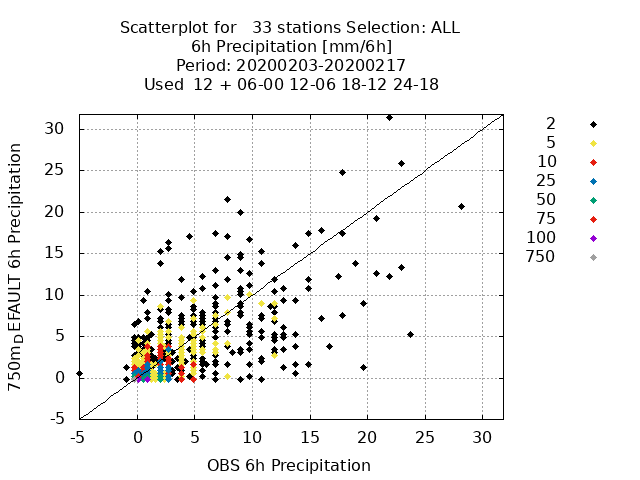 Scatterplot for   33 stations Selection: ALL
6h Precipitation [mm/6h]
Period: 20200203-20200217
Used  12 + 06-00 12-06 18-12 24-18
750m_DEFAULT 6h Precipitation
30
25
20
15
10
5
0
-5
-5 0 5 10 15 20 25 30
OBS 6h Precipitation
2
5
10
25
50
75
100
750